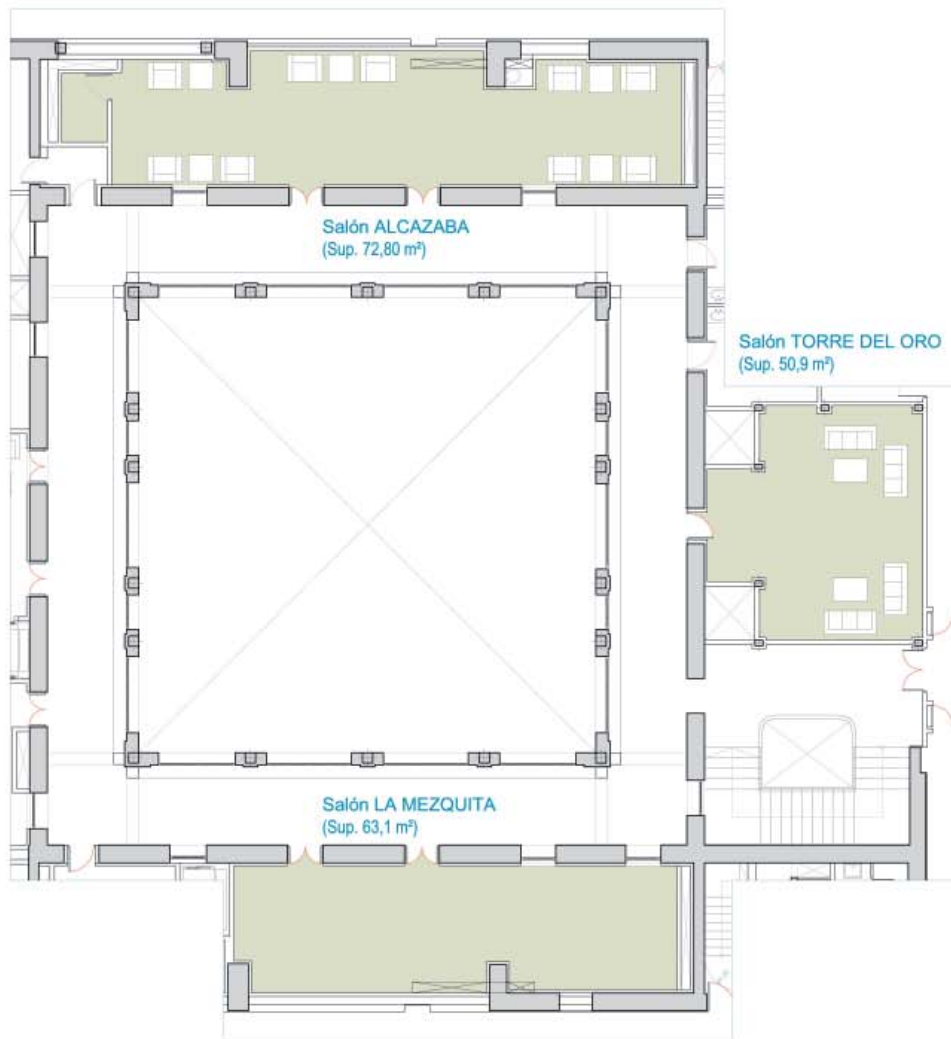 Salón ALCAZABA
(Sup. 72,80 m²)
Salón TORRE DEL ORO
(Sup. 50,9 m²)
Salón LA MEZQUITA
(Sup. 63,1 m²)